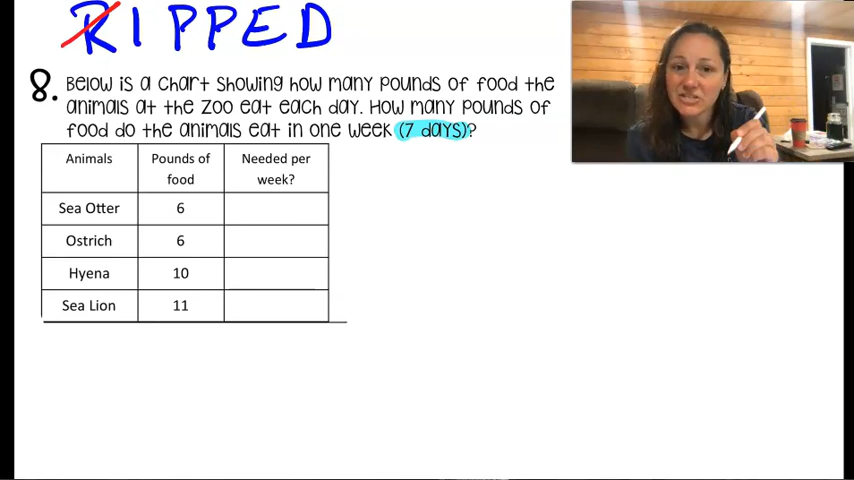 RIPPED
8. Below is a chart showing how many pounds of food the
animals at the zoo eat each day. How many pounds of
food do the animals eat in one week (7 days)?
Animals Pounds of food Needed per week?
Sea Otter 6
Ostrich 6
Hyena 10
Sea Lion 11